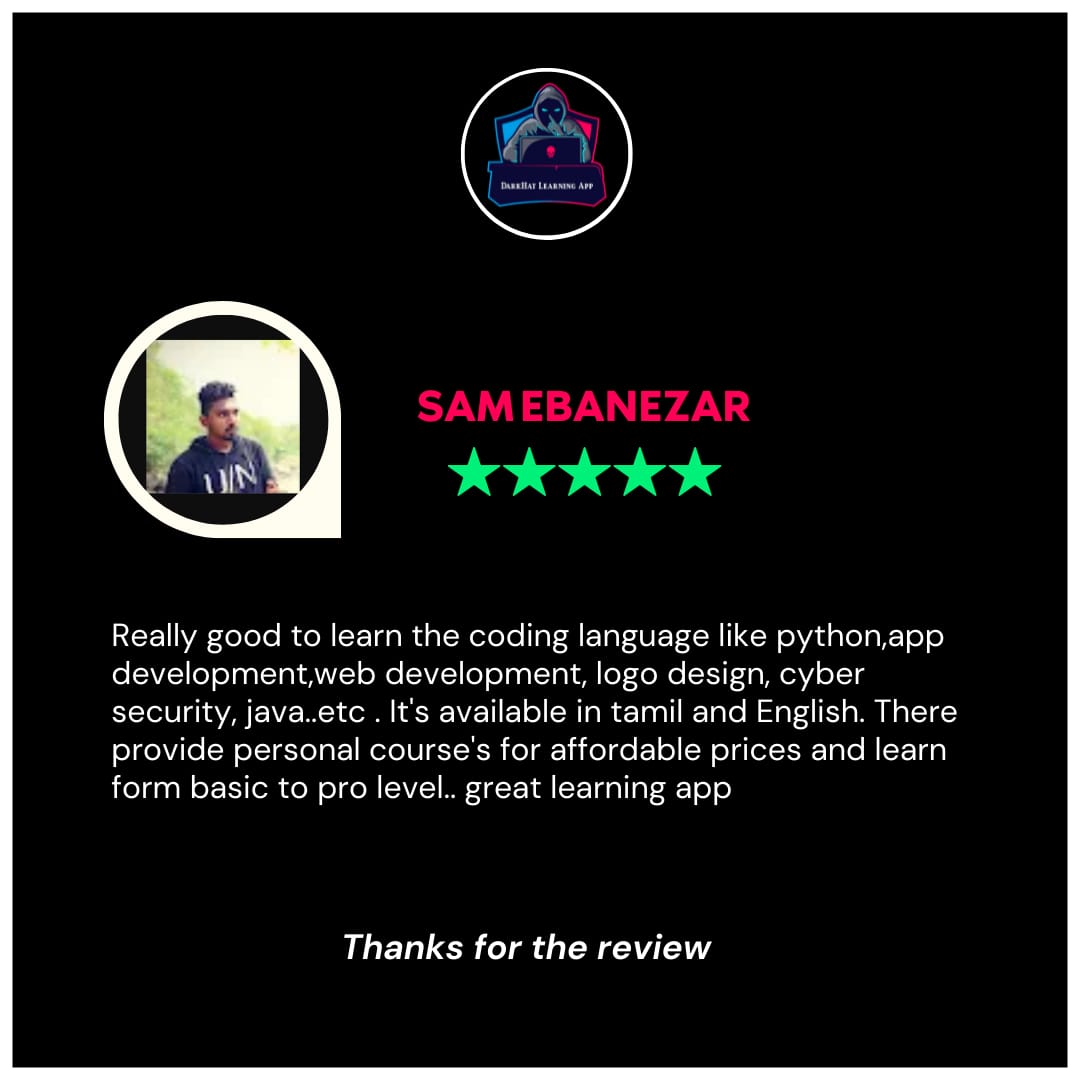 DarkHat Learning App
SAM EBANEZAR
U/N
Really good to learn the coding language like python,app
development,web development, logo design, cyber
security, java..etc . It's available in tamil and English. There
provide personal course's for affordable prices and learn
form basic to pro level.. great learning app
Thanks for the review